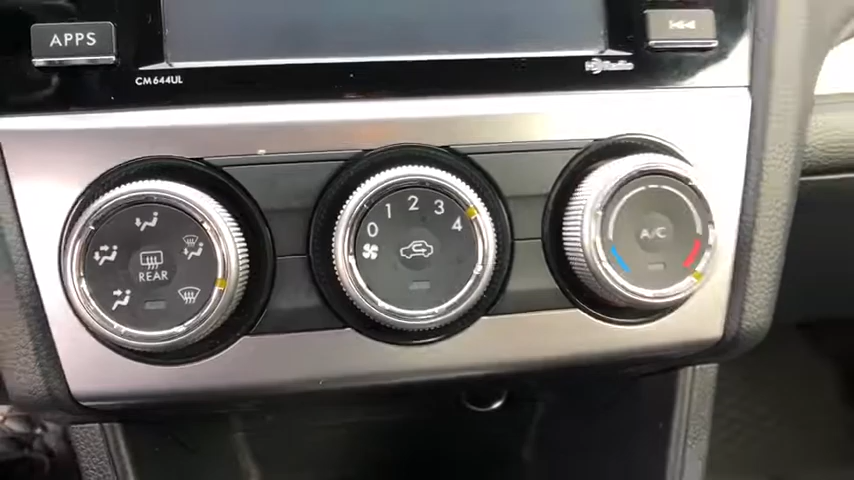 APPS
CM644UL
HD Radio
REAR
0 1 2 3 4
A/C